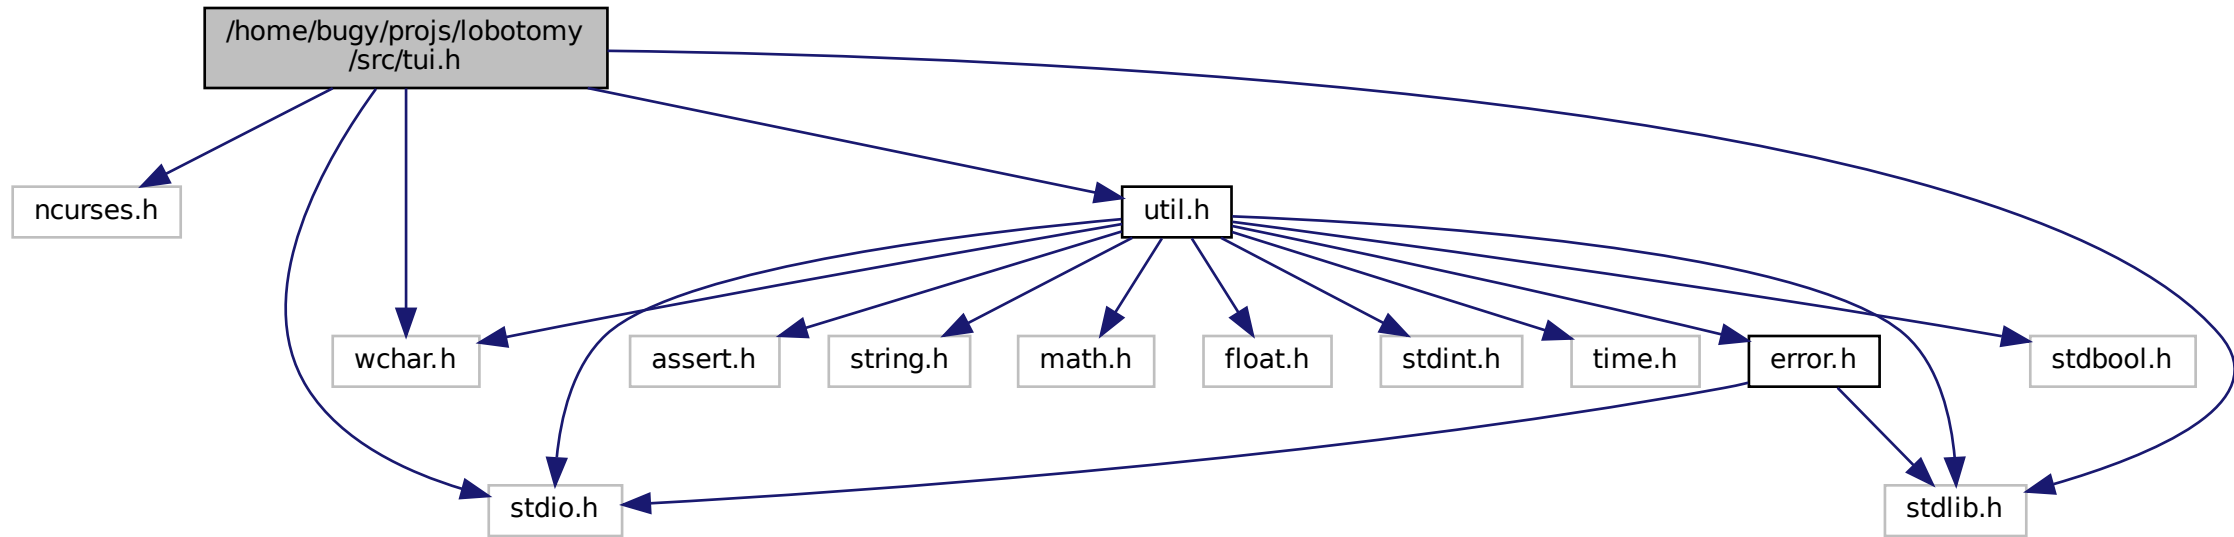 /home/bugy/projs/lobotomy
/src/tui.h
ncurses.h
util.h
wchar.h
assert.h
string.h
math.h
float.h
stdint.h
time.h
error.h
stdbool.h
stdio.h
stdlib.h